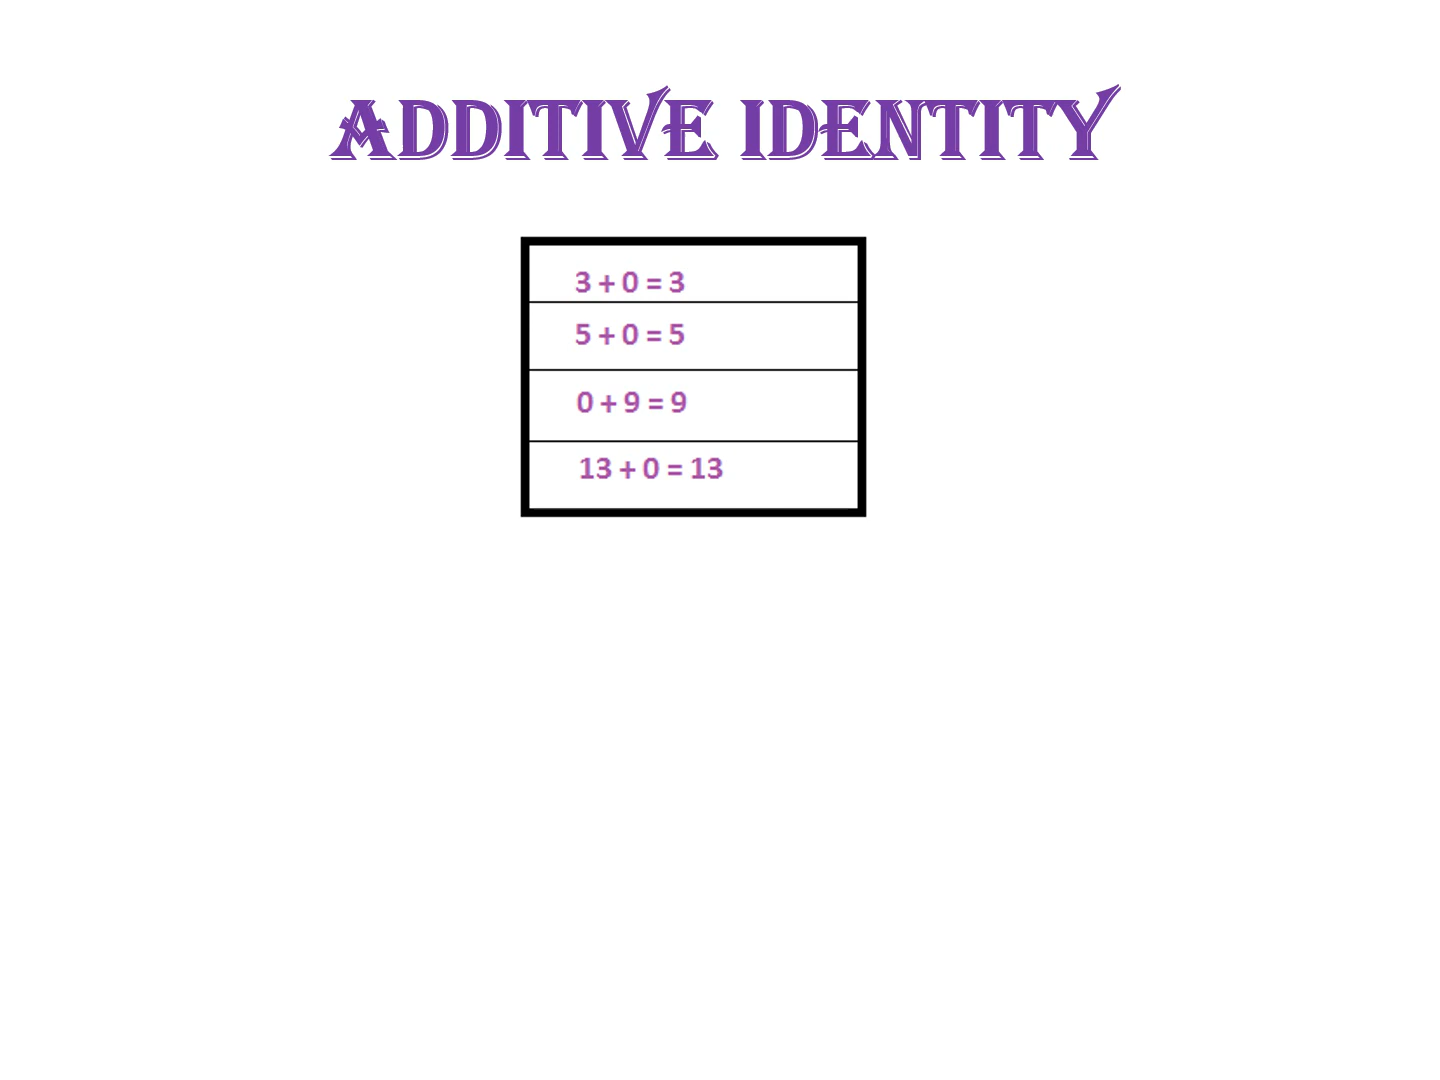 ADDITIVE IDENTITY
3 + 0 = 3
5 + 0 = 5
0 + 9 = 9
13 + 0 = 13